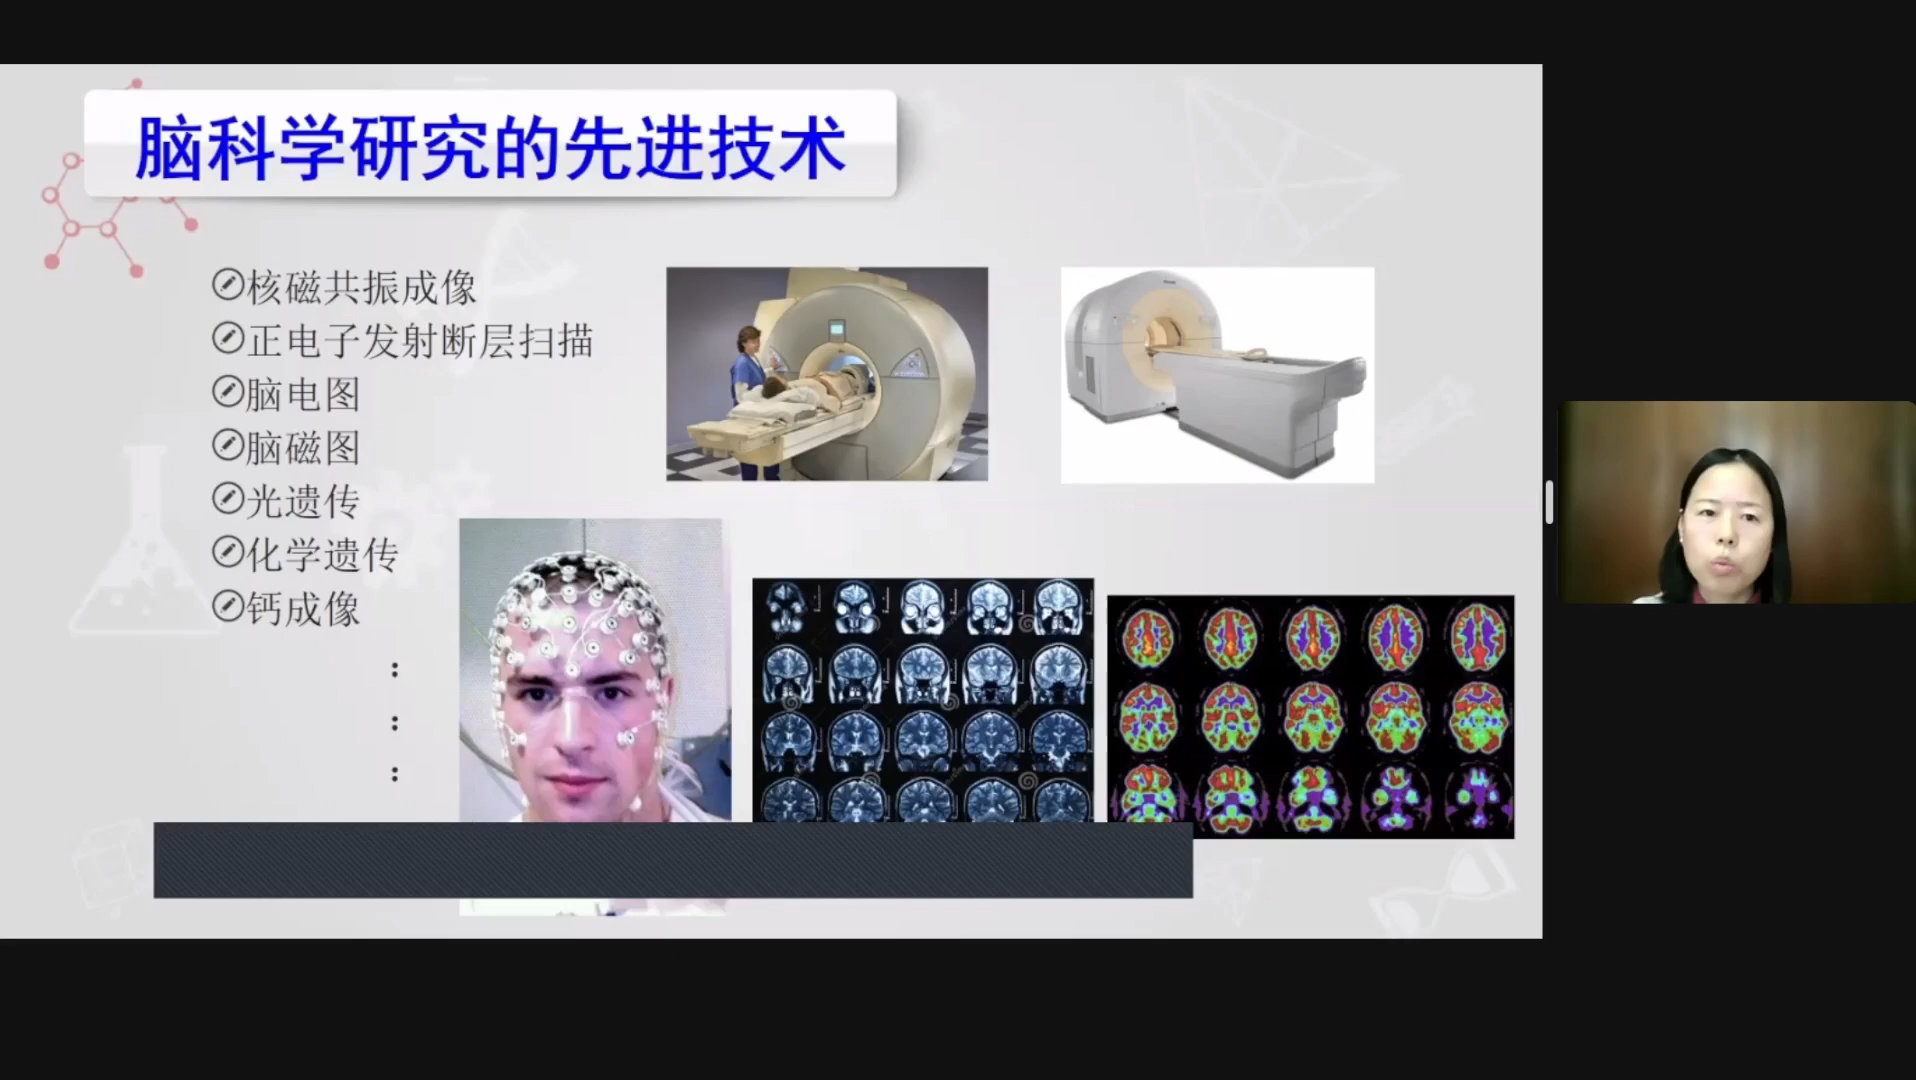 脑科学研究的先进技术
核磁共振成像
正电子发射断层扫描
脑电图
脑磁图
光遗传
化学遗传
钙成像
:
:
: